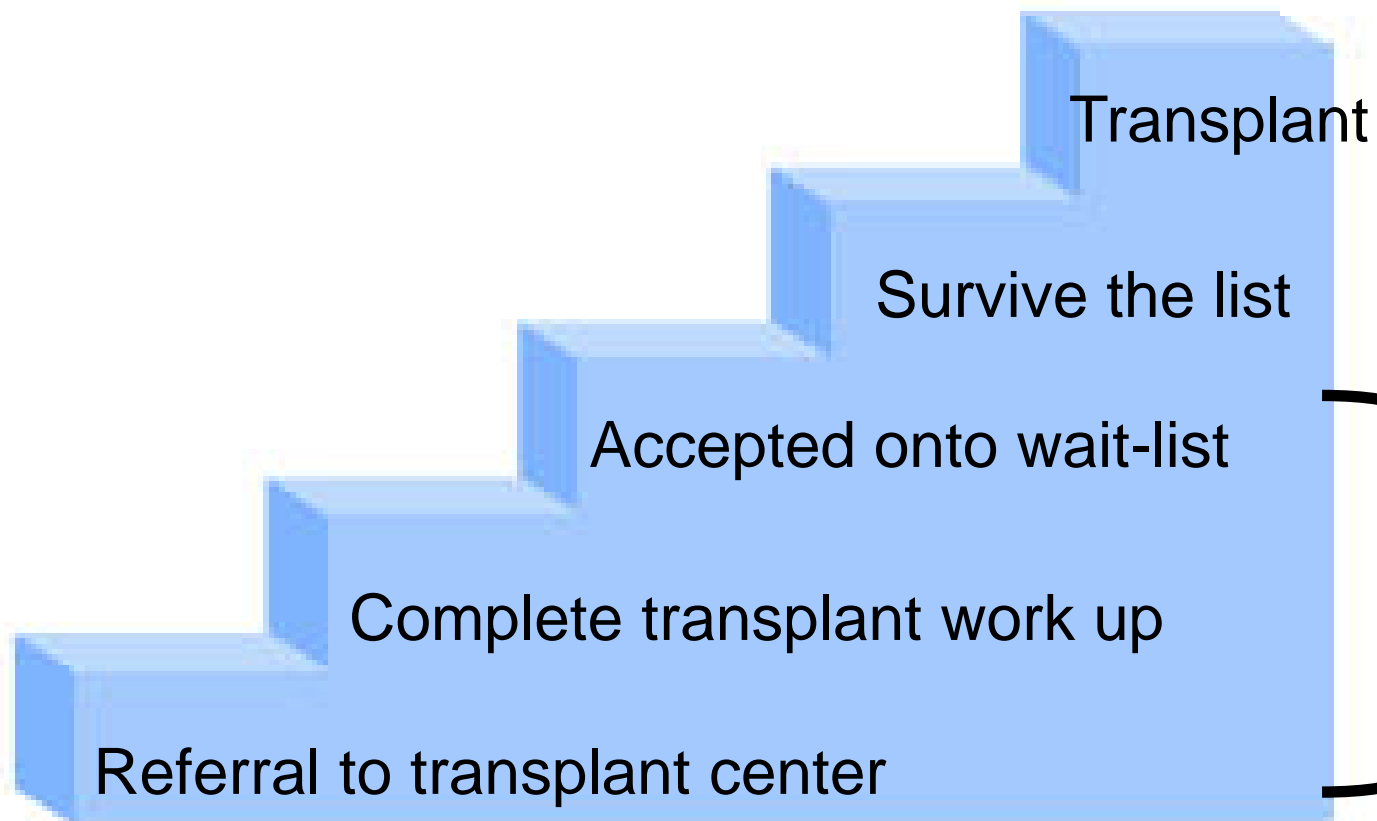 Transplant
Survive the list
Accepted onto wait-list
Complete transplant work up
Referral to transplant center